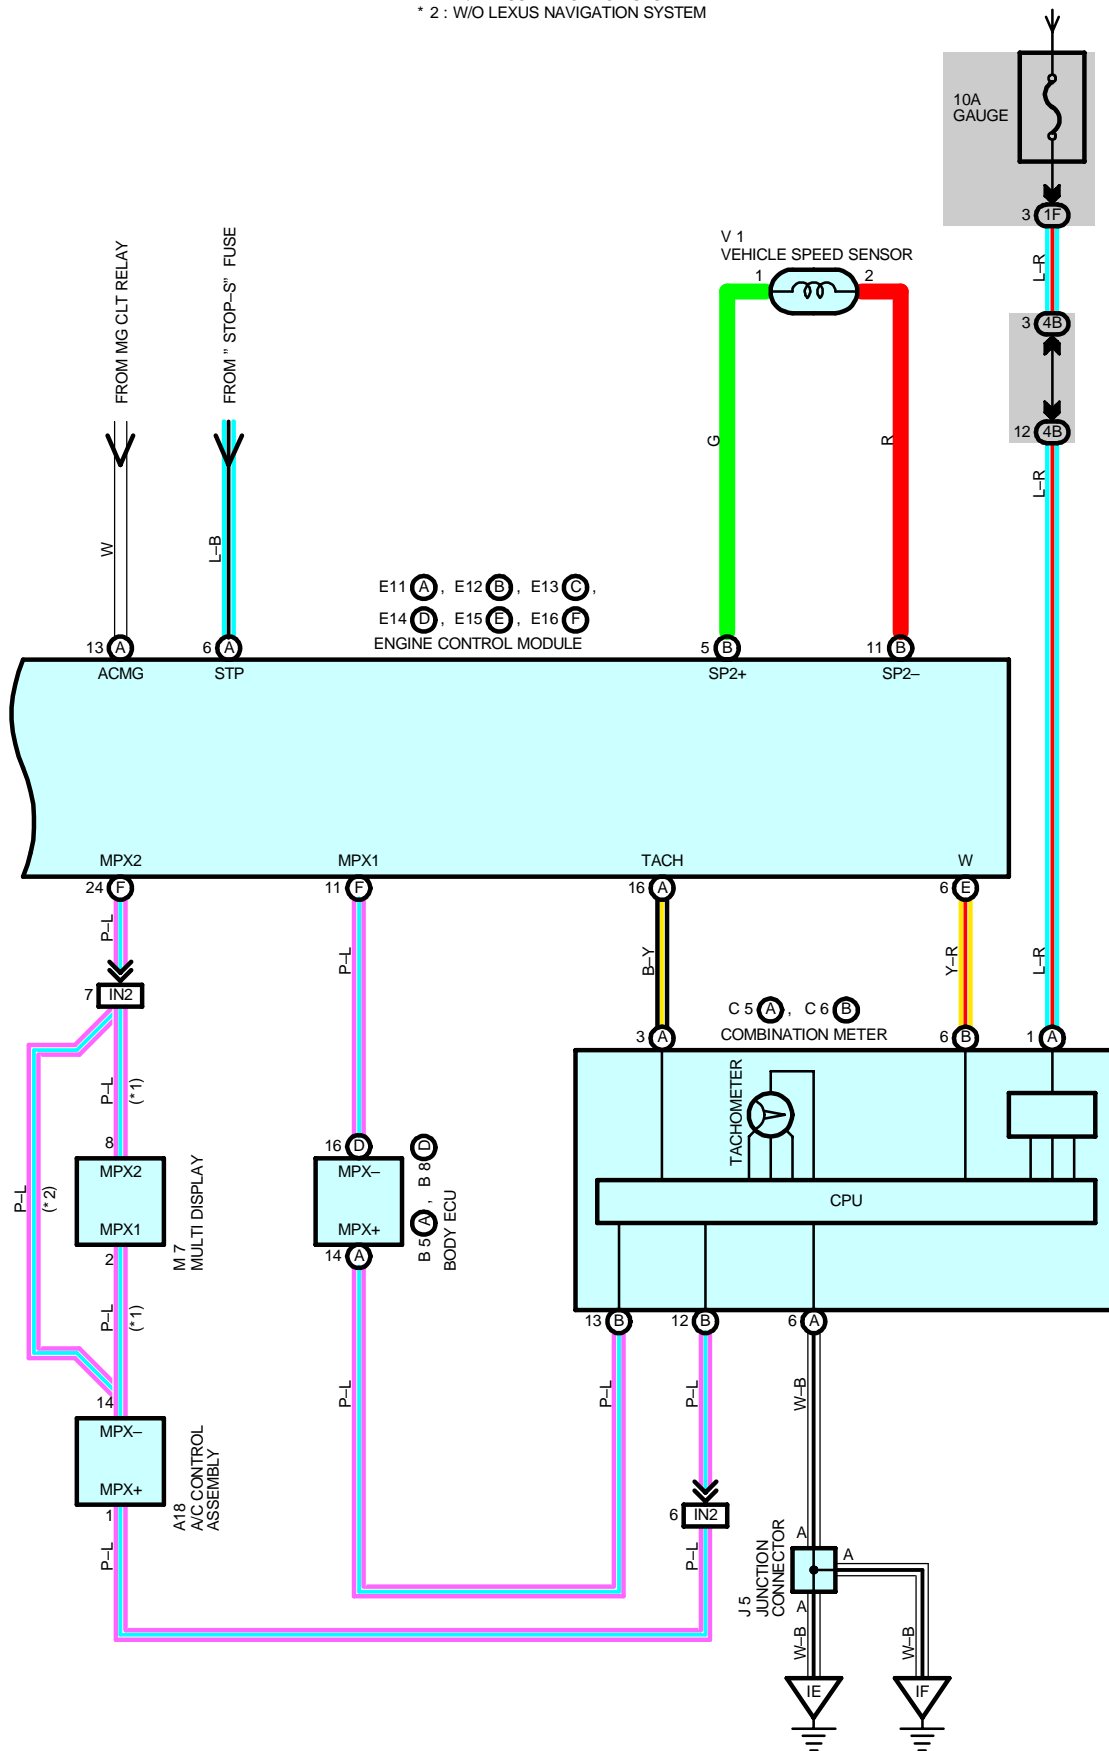 * 2 : W/O LEXUS NAVIGATION SYSTEM
10A
GAUGE
3 1F
L–R
3 4B
12 4B
L–R
FROM MG CLT RELAY
FROM " STOP–S" FUSE
V 1
VEHICLE SPEED SENSOR
1 2
G
R
W
L–B
E11 A , E12 B , E13 C ,
E14 D , E15 E , E16 F
ENGINE CONTROL MODULE
13 A
6 A
5 B
11 B
ACMG
STP
SP2+
SP2–
MPX2
MPX1
TACH
W
24 F
11 F
16 A
6 E
P–L
P–L
B–Y
Y–R
L–R
7 IN2
C 5 A , C 6 B
COMBINATION METER
3 A
6 B
1 A
P–L
(*1)
P–L
(*2)
TACHOMETER
CPU
8
MPX2
MPX1
2
M 7
MULTI DISPLAY
16 D
MPX–
MPX+
14 A
B 5 A , B 8 D
BODY ECU
P–L
(*1)
13 B
12 B
6 A
P–L
P–L
W–B
14
MPX–
MPX+
1
A18
A/C CONTROL
ASSEMBLY
P–L
6 IN2
P–L
A
A
A
J 5
JUNCTION
CONNECTOR
W–B
W–B
IE
IF